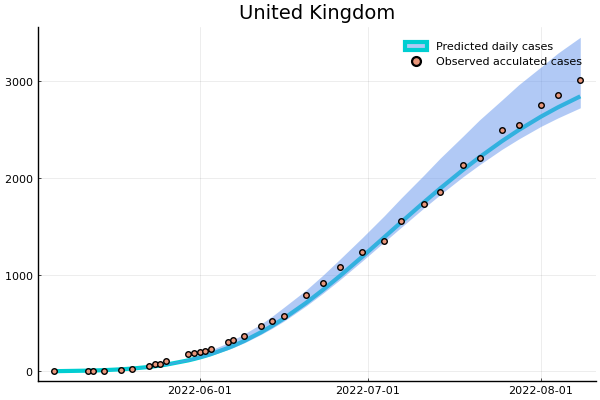 United Kingdom
Predicted daily cases
Observed acculated cases
3000
2000
1000
0
2022-06-01
2022-07-01
2022-08-01